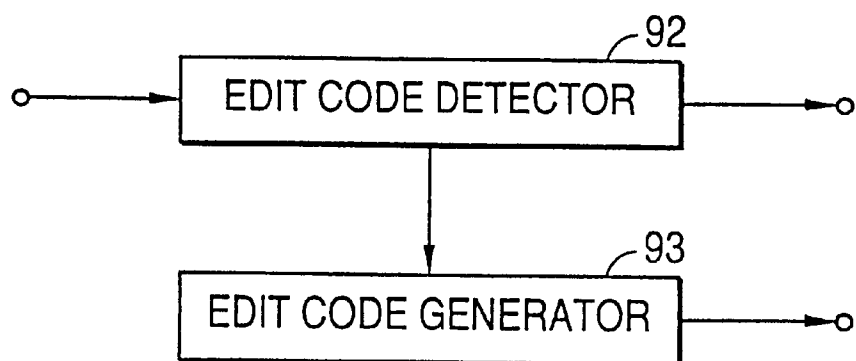 92
EDIT CODE DETECTOR
93
EDIT CODE GENERATOR